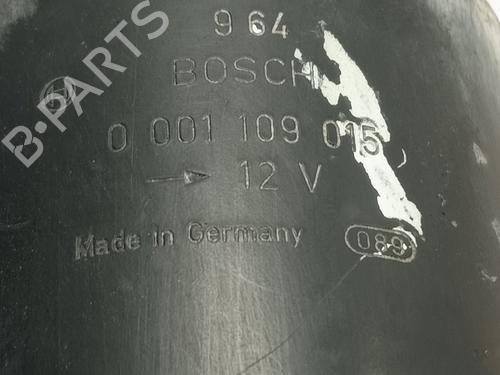 B-PARTS
964
BOSCH
0 001 109 015
12 V
Made in Germany
089